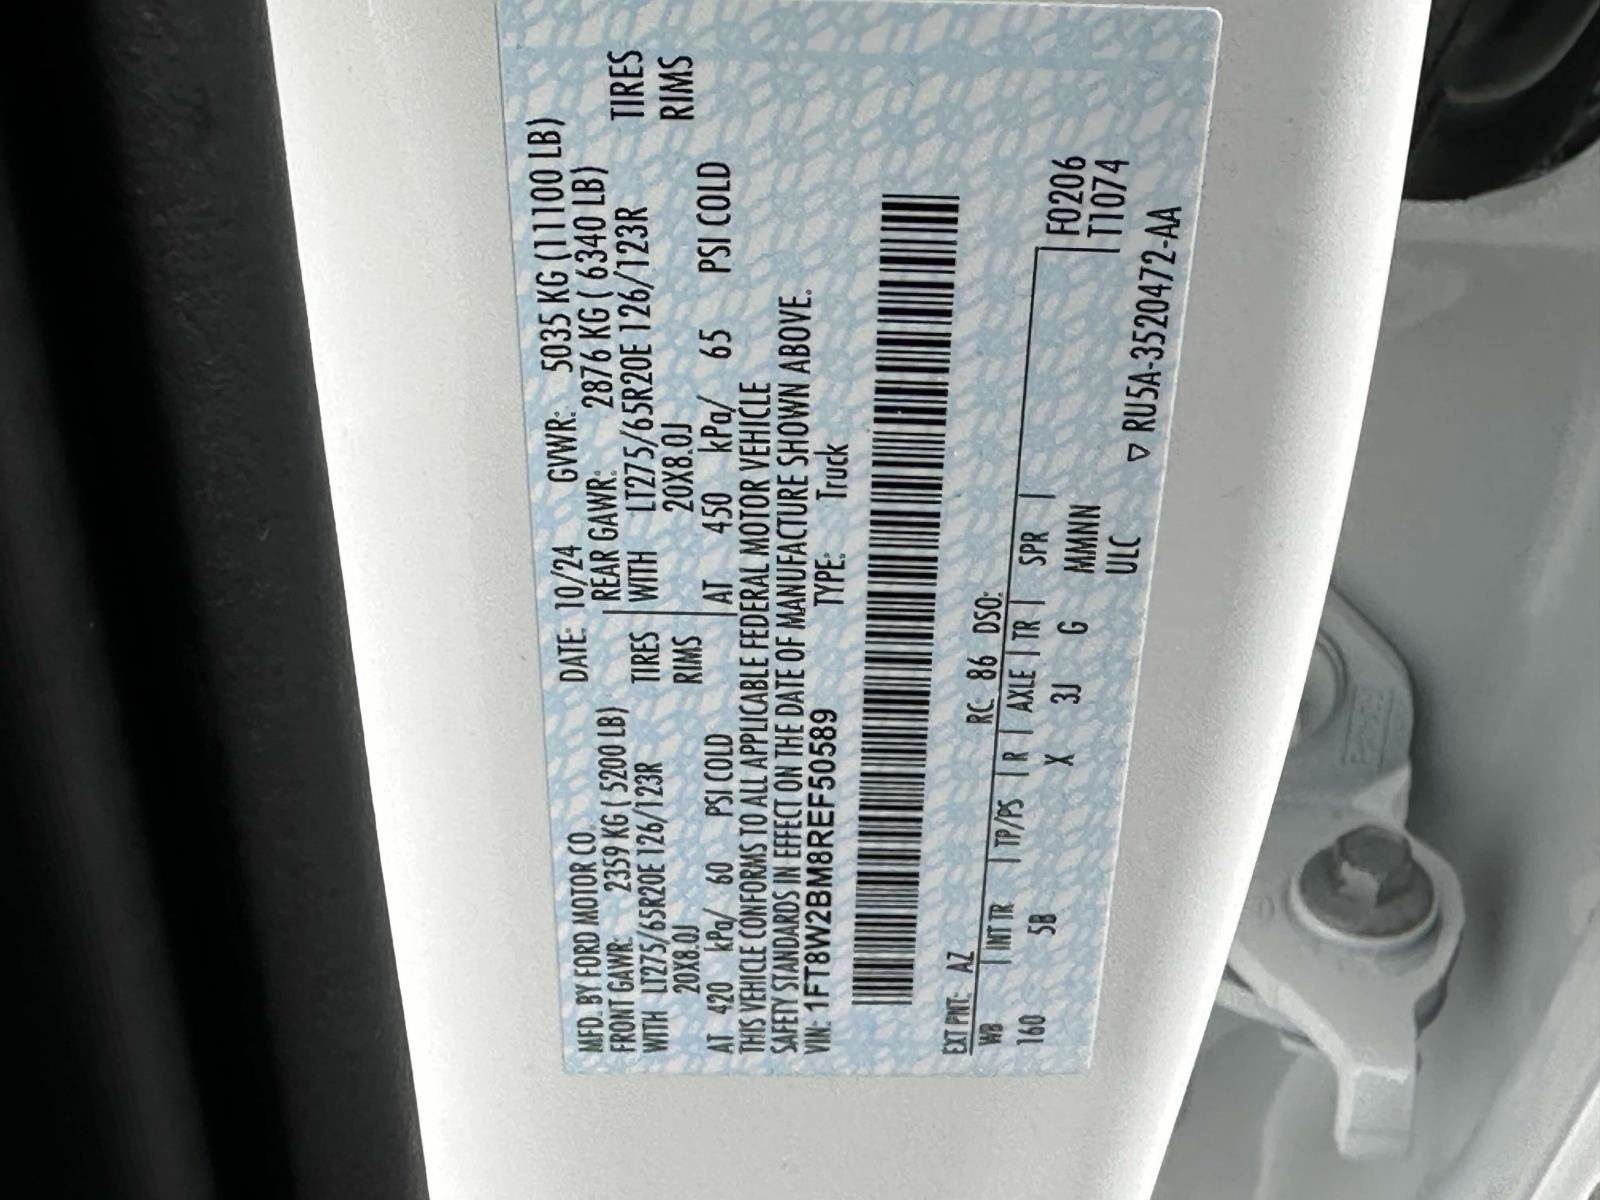 MFD. BY FORD MOTOR CO. DATE: 10/24 GVWR: 5035 KG (11100 LB)
FRONT GAWR: 2359 KG (5200 LB) REAR GAWR: 2876 KG (6340 LB)
WITH LT275/65R20E 126/123R TIRES WITH LT275/65R20E 126/123R TIRES
20X8.0J RIMS 20X8.0J RIMS
AT 420 kPa/ 60 PSI COLD AT 450 kPa/ 65 PSI COLD
THIS VEHICLE CONFORMS TO ALL APPLICABLE FEDERAL MOTOR VEHICLE
SAFETY STANDARDS IN EFFECT ON THE DATE OF MANUFACTURE SHOWN ABOVE.
VIN: 1FT8W2BM8REF50589 TYPE: Truck
EXT PNT: AZ RC: 86 DSO:
WB INT TR TP/PS R AXLE TR SPR F0206
160 5B X 3J G MMNN T1074
ULC ▽ RU5A-3520472-AA